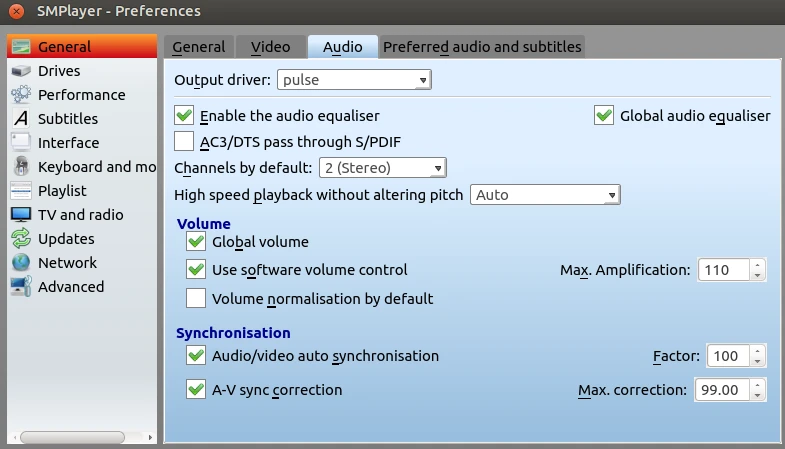 SMPlayer - Preferences
General
Drives
Performance
Subtitles
Interface
Keyboard and mo
Playlist
TV and radio
Updates
Network
Advanced
General Video Audio Preferred audio and subtitles
Output driver: pulse
Enable the audio equaliser Global audio equaliser
AC3/DTS pass through S/PDIF
Channels by default: 2 (Stereo)
High speed playback without altering pitch Auto
Volume
Global volume
Use software volume control Max. Amplification: 110
Volume normalisation by default
Synchronisation
Audio/video auto synchronisation Factor: 100
A-V sync correction Max. correction: 99.00